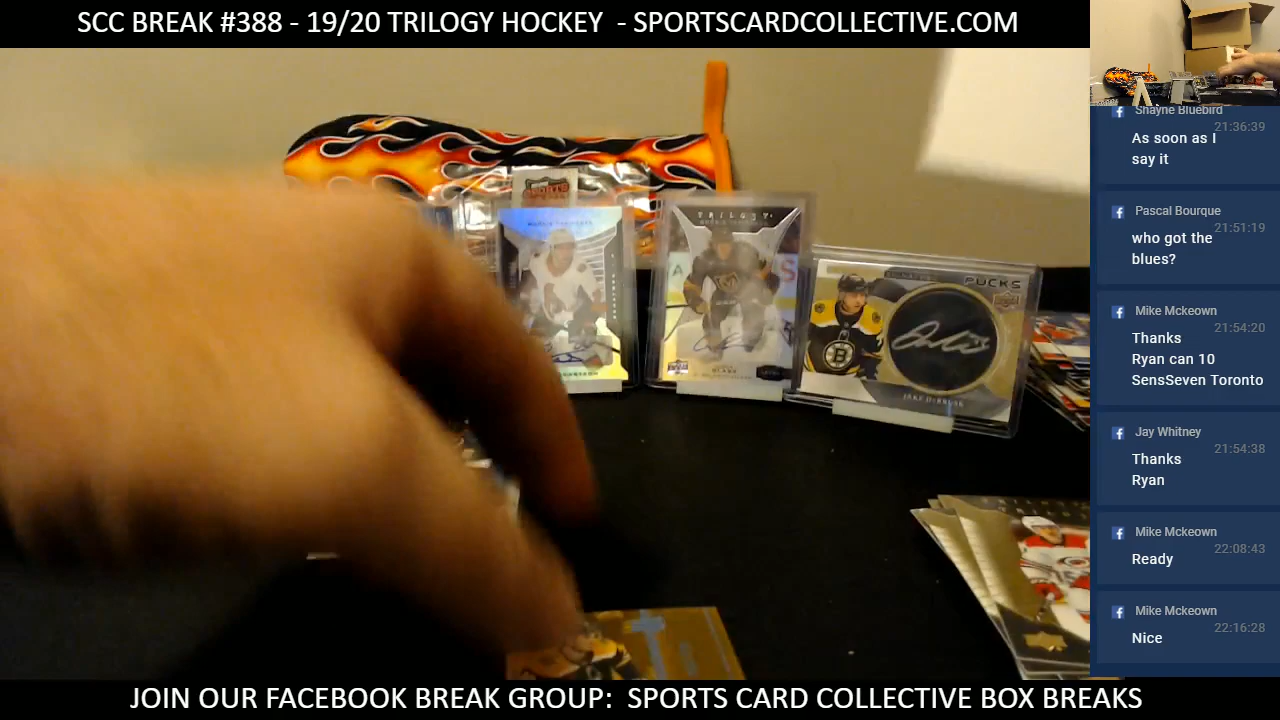 SCC BREAK #388 - 19/20 TRILOGY HOCKEY - SPORTSCARDCOLLECTIVE.COM
Shayne Bluebird
21:36:39
As soon as I
say it
Pascal Bourque
21:51:19
who got the
blues?
Mike Mckeown
21:54:20
Thanks
Ryan can 10
SensSeven Toronto
Jay Whitney
21:54:38
Thanks
Ryan
Mike Mckeown
22:08:43
Ready
Mike Mckeown
22:16:28
Nice
TRILOGY
PUCKS
JAKE DEBRUSK
JOIN OUR FACEBOOK BREAK GROUP: SPORTS CARD COLLECTIVE BOX BREAKS